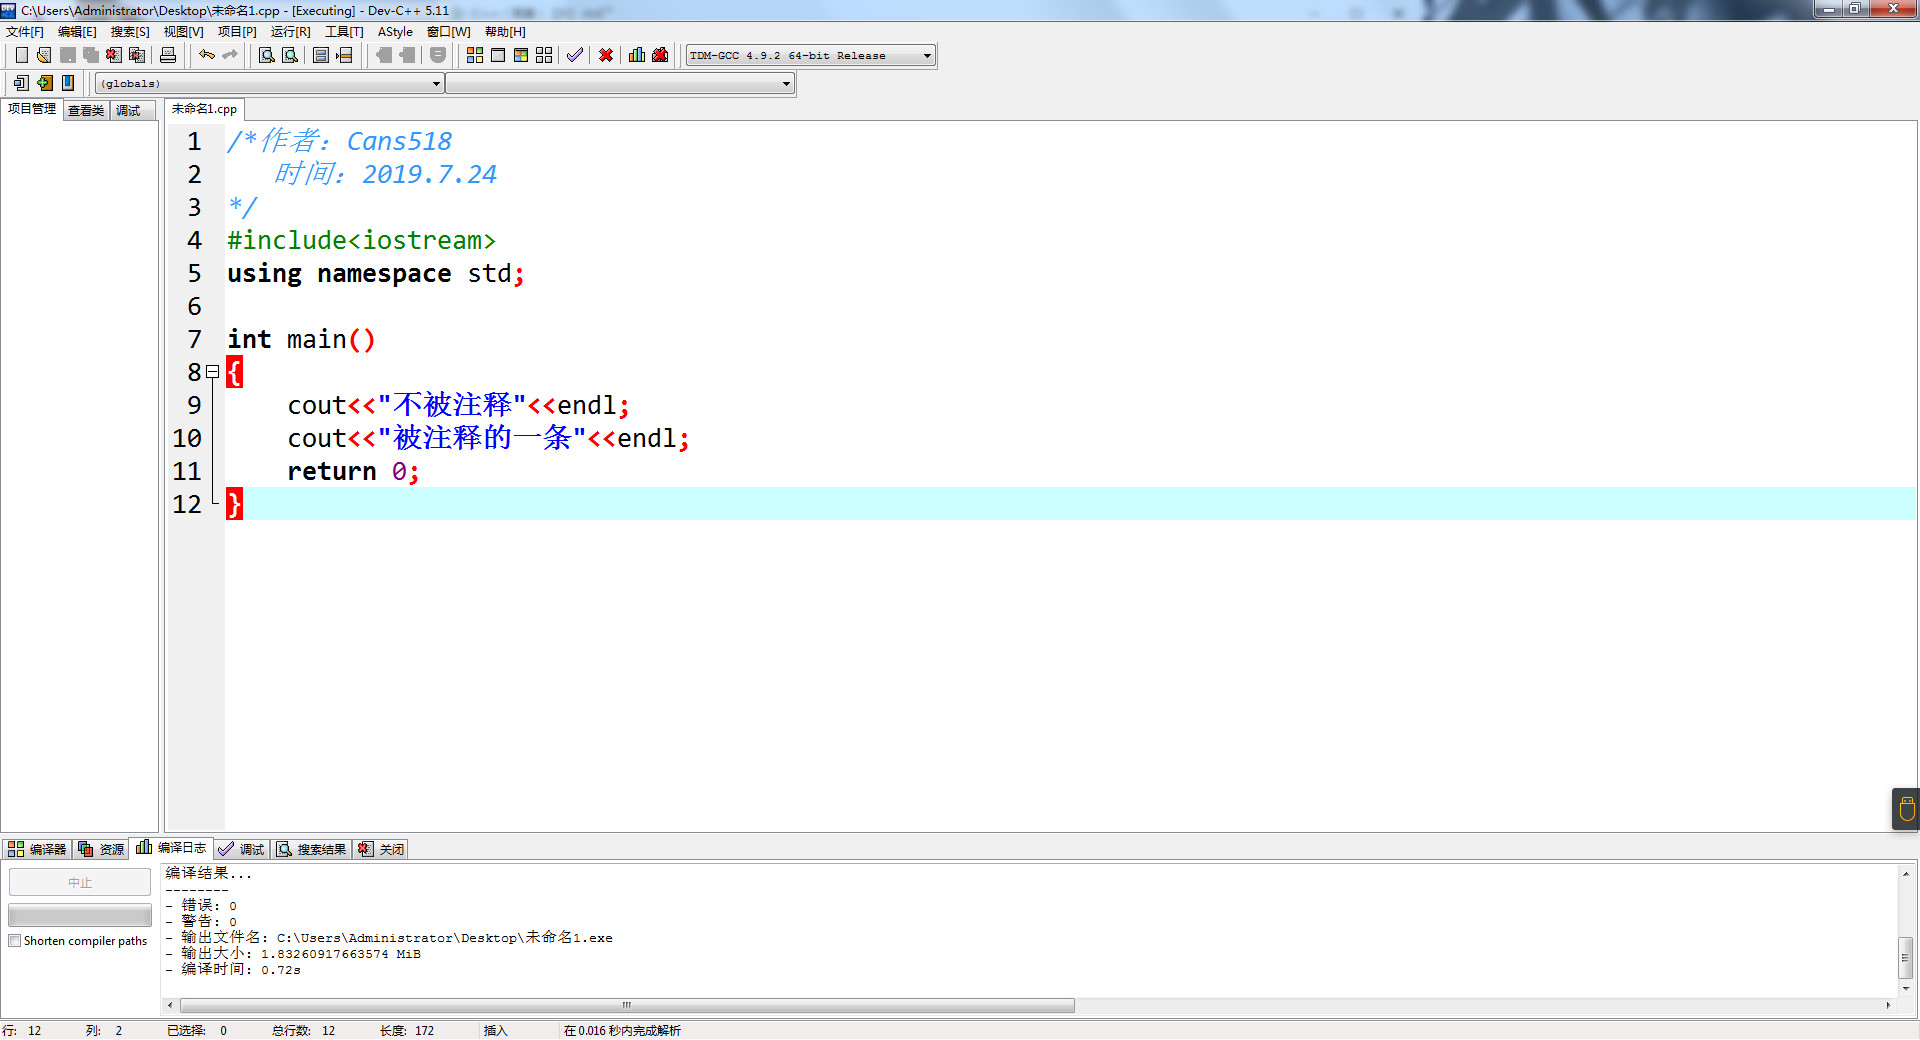 C:\Users\Administrator\Desktop\未命名1.cpp - [Executing] - Dev-C++ 5.11
文件[F] 编辑[E] 搜索[S] 视图[V] 项目[P] 运行[R] 工具[T] AStyle 窗口[W] 帮助[H]
TDM-GCC 4.9.2 64-bit Release
(globals)
项目管理 查看类 调试 未命名1.cpp
1 /*作者：Cans518
2 时间：2019.7.24
3 */
4 #include<iostream>
5 using namespace std;
6
7 int main()
8 {
9 cout<<"不被注释"<<endl;
10 cout<<"被注释的一条"<<endl;
11 return 0;
12 }
编译器 资源 编译日志 调试 搜索结果 关闭
中止
Shorten compiler paths
编译结果...
--------
- 错误: 0
- 警告: 0
- 输出文件名: C:\Users\Administrator\Desktop\未命名1.exe
- 输出大小: 1.83260917663574 MiB
- 编译时间: 0.72s
行: 12 列: 2 已选择: 0 总行数: 12 长度: 172 插入 在 0.016 秒内完成解析